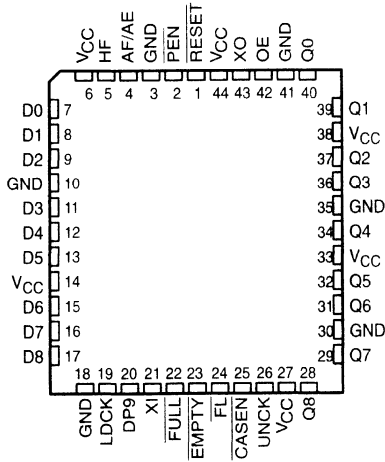 VCC HF AF/AE GND PEN RESET VCC XO OE GND Q0
6 5 4 3 2 1 44 43 42 41 40
D0 7 39 Q1
D1 8 38 VCC
D2 9 37 Q2
GND 10 36 Q3
D3 11 35 GND
D4 12 34 Q4
D5 13 33 VCC
VCC 14 32 Q5
D6 15 31 Q6
D7 16 30 GND
D8 17 29 Q7
18 19 20 21 22 23 24 25 26 27 28
GND LDCK DP9 XI FULL EMPTY FL CASEN UNCK VCC Q8